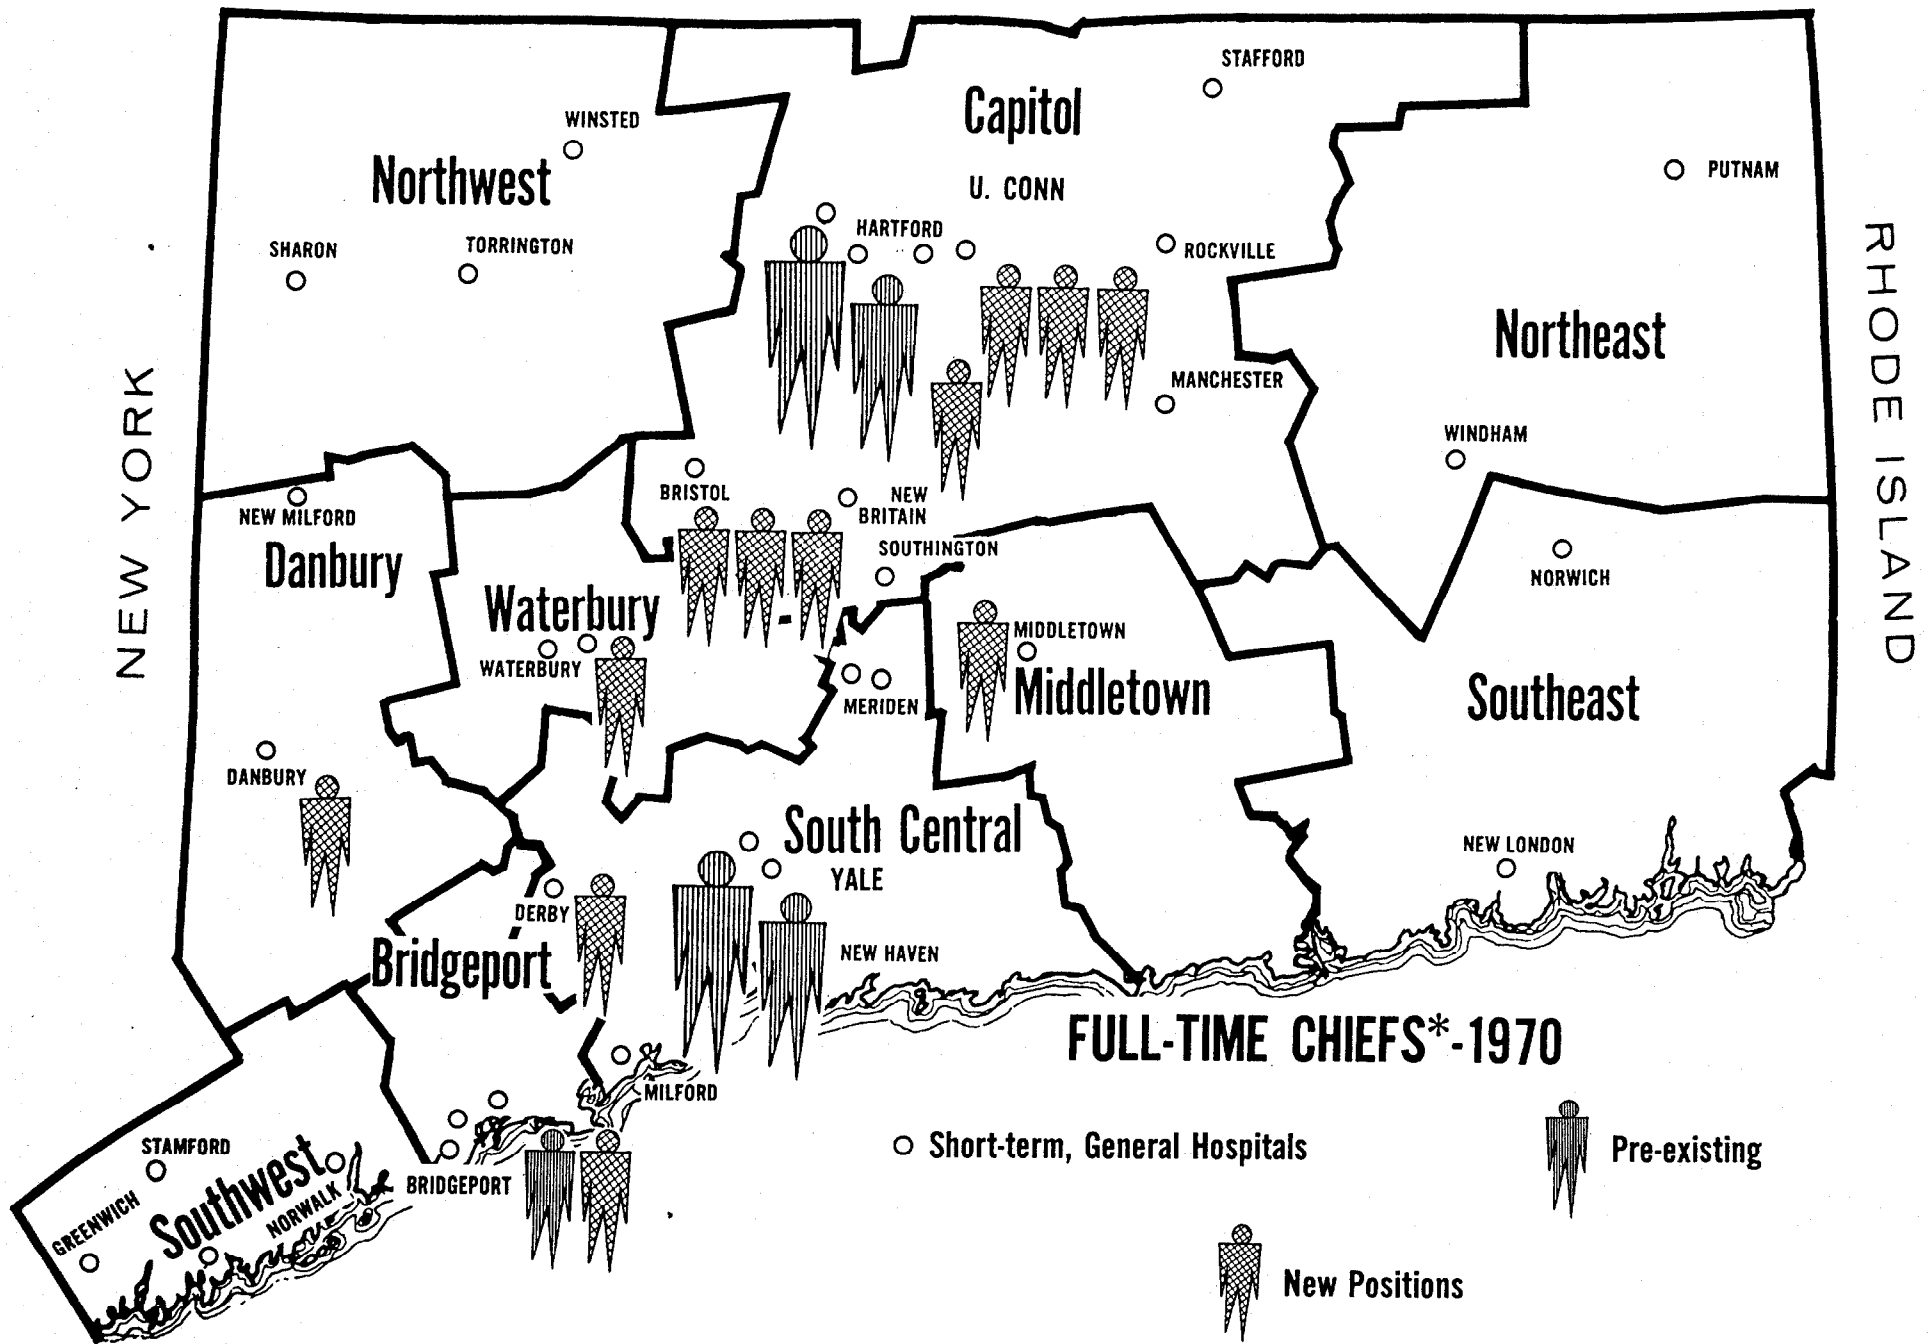 STAFFORD
Capitol
WINSTED
Northwest
U. CONN
PUTNAM
SHARON
TORRINGTON
HARTFORD
ROCKVILLE
RHODE ISLAND
Northeast
NEW YORK
MANCHESTER
WINDHAM
BRISTOL
NEW
BRITAIN
NEW MILFORD
Danbury
SOUTHINGTON
NORWICH
Waterbury
WATERBURY
MIDDLETOWN
Middletown
MERIDEN
Southeast
DANBURY
South Central
YALE
NEW LONDON
DERBY
Bridgeport
NEW HAVEN
FULL-TIME CHIEFS*-1970
MILFORD
STAMFORD
Southwest
GREENWICH
NORWALK
BRIDGEPORT
Short-term, General Hospitals
Pre-existing
New Positions